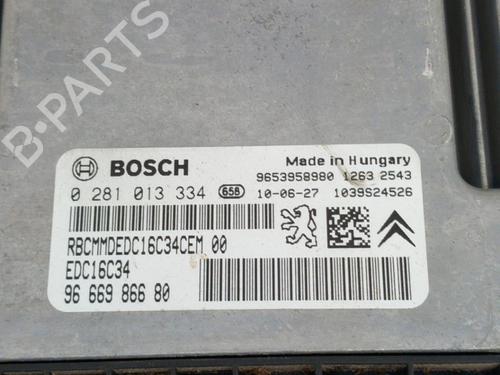 B-PARTS
BOSCH
Made in Hungary
9653958980 1263 2543
0 281 013 334 658 10-06-27 1039S24526
RBCMMDEDC16C34CEM 00
EDC16C34
96 669 866 80